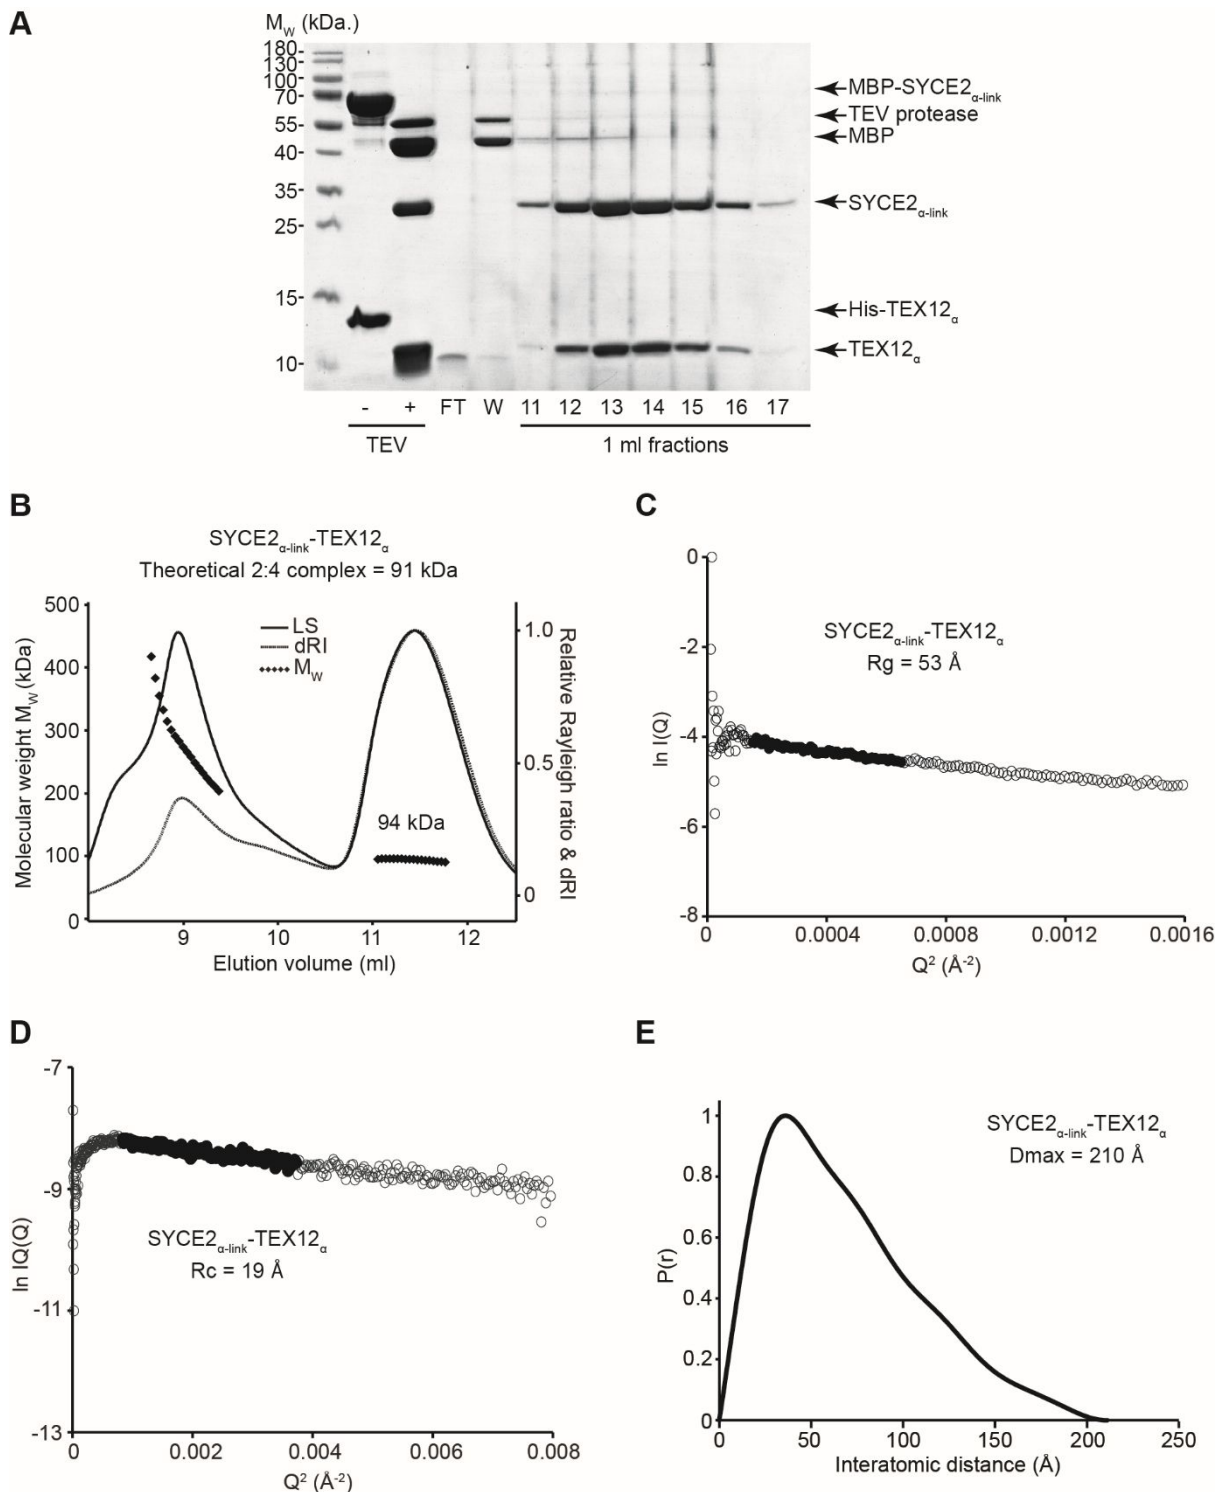 A
M_W (kDa.)
180-
130-
100-
70-
55-
40-
35-
25-
15-
10-
MBP-SYCE2α-link
TEV protease
MBP
SYCE2α-link
His-TEX12α
TEX12α
- + FT W 11 12 13 14 15 16 17
TEV 1 ml fractions
B
SYCE2α-link-TEX12α
Theoretical 2:4 complex = 91 kDa
Molecular weight M_W (kDa)
500
400
300
200
100
0
LS
dRI
M_W
94 kDa
1.0
0.5
0
Relative Rayleigh ratio & dRI
9 10 11 12
Elution volume (ml)
C
ln I(Q)
0
-2
-4
-6
-8
SYCE2α-link-TEX12α
Rg = 53 Å
0 0.0004 0.0008 0.0012 0.0016
Q² (Å⁻²)
D
ln IQ(Q)
-7
-9
-11
-13
SYCE2α-link-TEX12α
Rc = 19 Å
0 0.002 0.004 0.006 0.008
Q² (Å⁻²)
E
P(r)
1
0.8
0.6
0.4
0.2
0
SYCE2α-link-TEX12α
Dmax = 210 Å
0 50 100 150 200 250
Interatomic distance (Å)